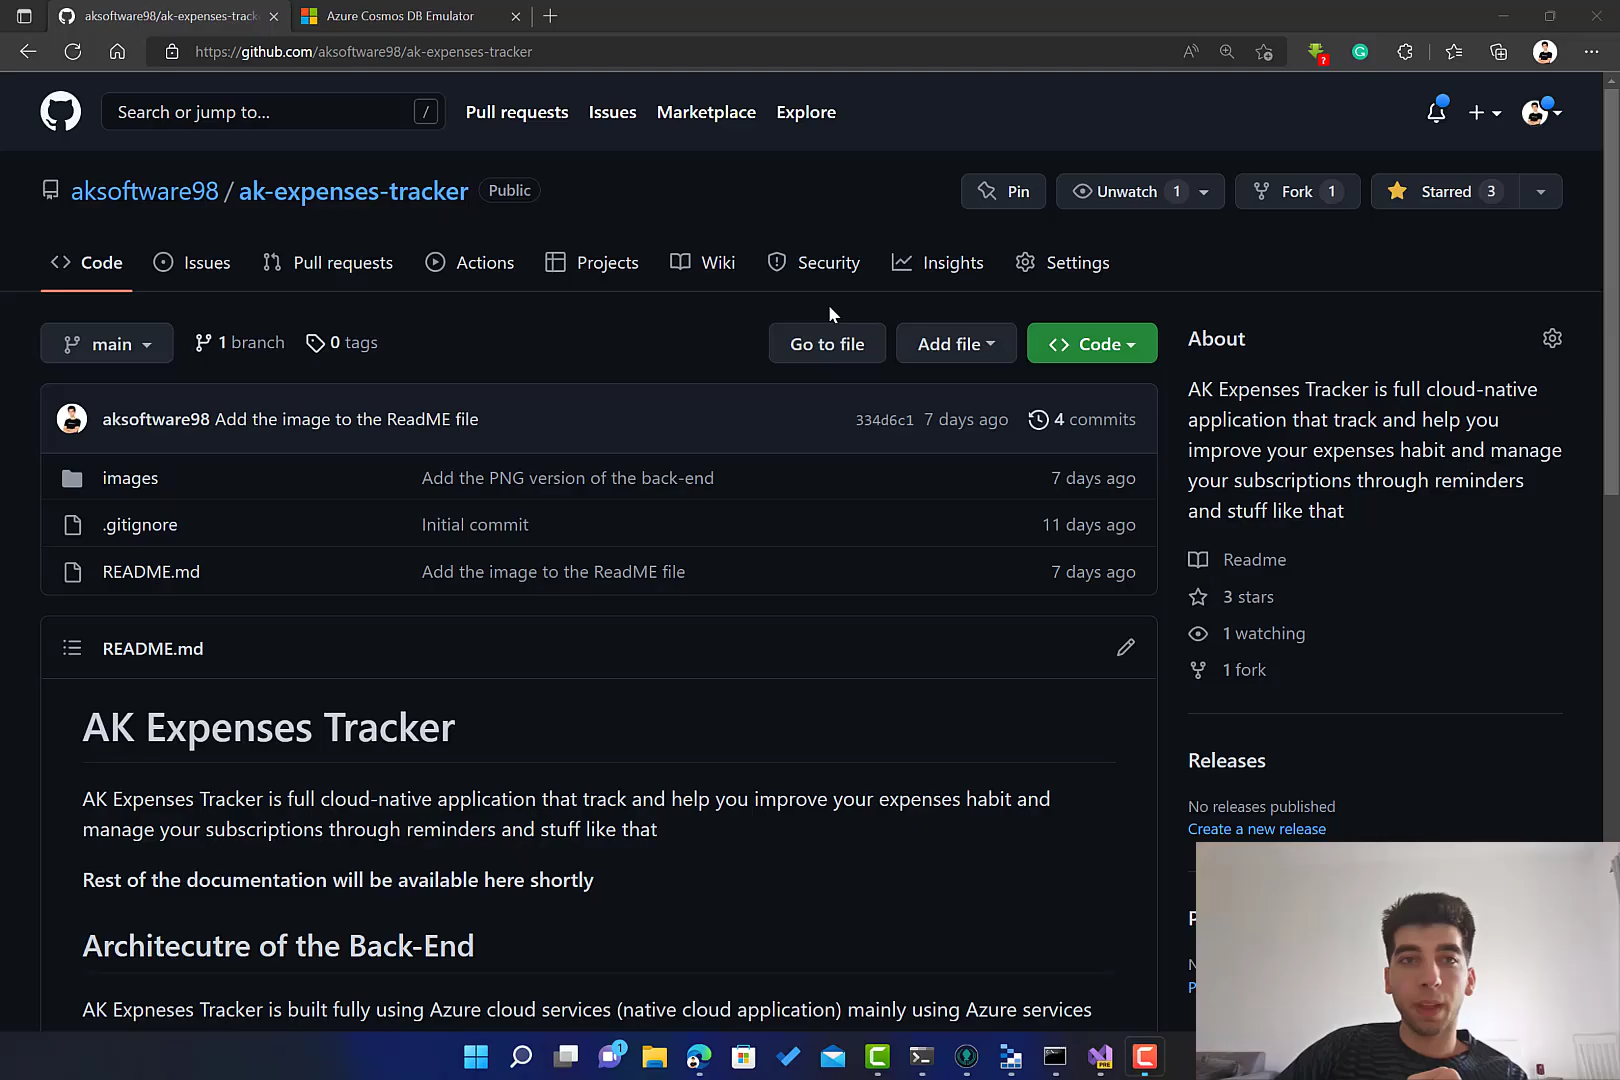 aksoftware98/ak-expenses-track
Azure Cosmos DB Emulator
https://github.com/aksoftware98/ak-expenses-tracker
A
?
G
Search or jump to...
/
Pull requests
Issues
Marketplace
Explore
aksoftware98 / ak-expenses-tracker
Public
Pin
Unwatch 1
Fork 1
Starred 3
Code
Issues
Pull requests
Actions
Projects
Wiki
Security
Insights
Settings
main
1 branch
0 tags
Go to file
Add file
Code
aksoftware98 Add the image to the ReadME file
334d6c1 7 days ago
4 commits
images
Add the PNG version of the back-end
7 days ago
.gitignore
Initial commit
11 days ago
README.md
Add the image to the ReadME file
7 days ago
README.md
AK Expenses Tracker
AK Expenses Tracker is full cloud-native application that track and help you improve your expenses habit and
manage your subscriptions through reminders and stuff like that
Rest of the documentation will be available here shortly
Architecutre of the Back-End
AK Expneses Tracker is built fully using Azure cloud services (native cloud application) mainly using Azure services
About
AK Expenses Tracker is full cloud-native
application that track and help you
improve your expenses habit and manage
your subscriptions through reminders
and stuff like that
Readme
3 stars
1 watching
1 fork
Releases
No releases published
Create a new release
1
PRE